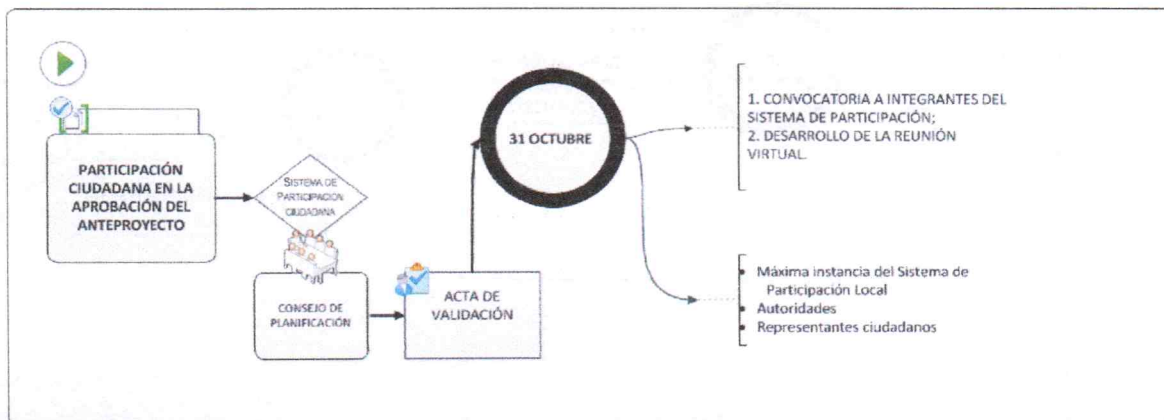 PARTICIPACIÓN
CIUDADANA EN LA
APROBACIÓN DEL
ANTEPROYECTO
SISTEMA DE
PARTICIPACION
CIUDADANA
CONSEJO DE
PLANIFICACIÓN
ACTA DE
VALIDACIÓN
31 OCTUBRE
1. CONVOCATORIA A INTEGRANTES DEL
SISTEMA DE PARTICIPACIÓN;
2. DESARROLLO DE LA REUNIÓN
VIRTUAL.
• Máxima instancia del Sistema de
Participación Local
• Autoridades
• Representantes ciudadanos